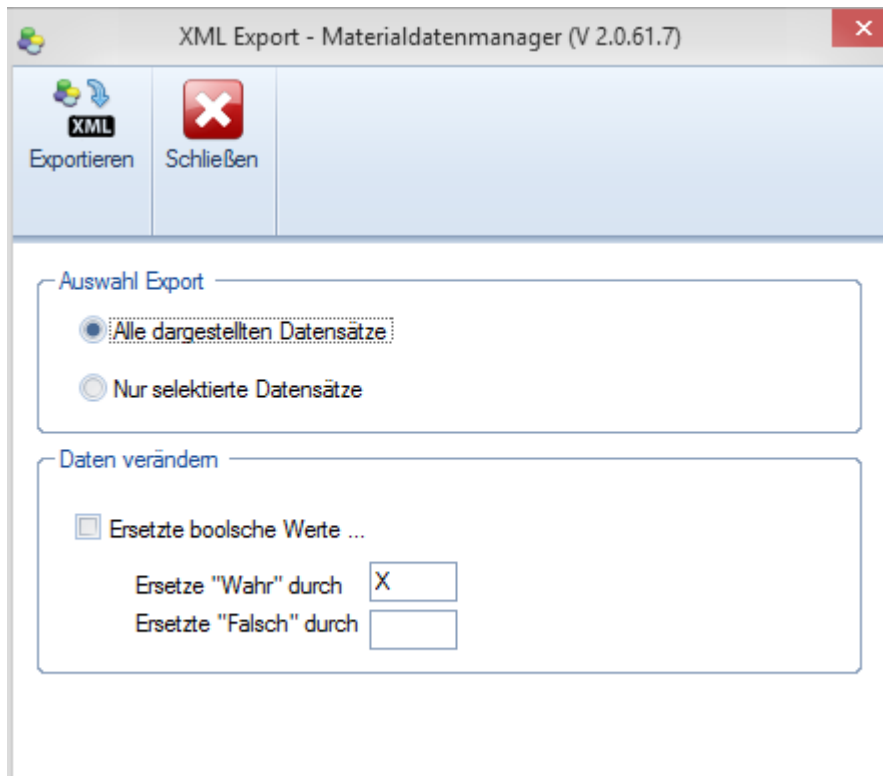 XML Export - Materialdatenmanager (V 2.0.61.7)
XML
Exportieren
Schließen
Auswahl Export
Alle dargestellten Datensätze
Nur selektierte Datensätze
Daten verändern
Ersetzte boolsche Werte ...
Ersetze "Wahr" durch X
Ersetzte "Falsch" durch